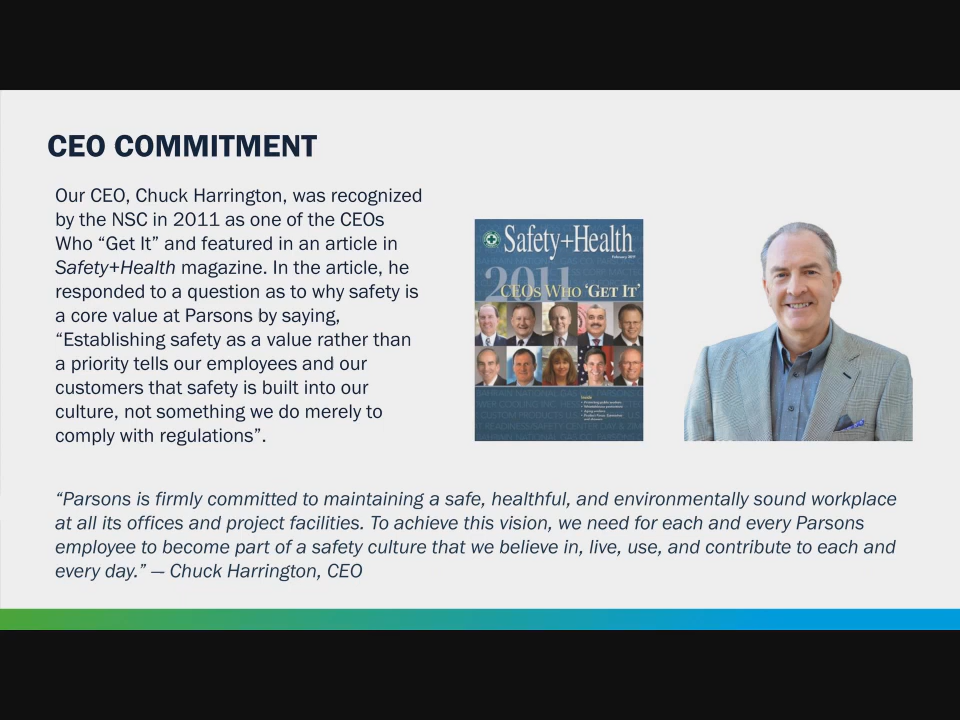 CEO COMMITMENT
Our CEO, Chuck Harrington, was recognized
by the NSC in 2011 as one of the CEOs
Who “Get It” and featured in an article in
Safety+Health magazine. In the article, he
responded to a question as to why safety is
a core value at Parsons by saying,
“Establishing safety as a value rather than
a priority tells our employees and our
customers that safety is built into our
culture, not something we do merely to
comply with regulations”.
Safety+Health
February 2011
2011
CEOs WHO ‘GET IT’
“Parsons is firmly committed to maintaining a safe, healthful, and environmentally sound workplace
at all its offices and project facilities. To achieve this vision, we need for each and every Parsons
employee to become part of a safety culture that we believe in, live, use, and contribute to each and
every day.” — Chuck Harrington, CEO